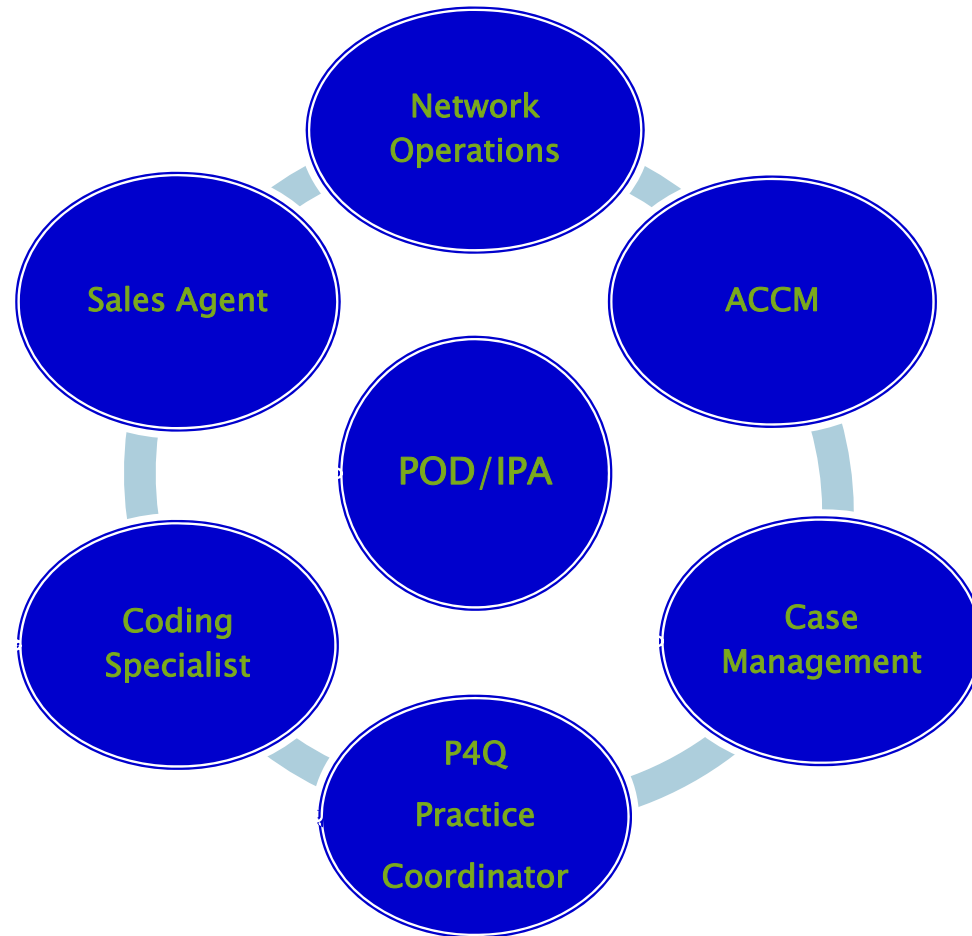 Network
Operations
Sales Agent
ACCM
POD/IPA
Coding
Specialist
Case
Management
P4Q
Practice
Coordinator